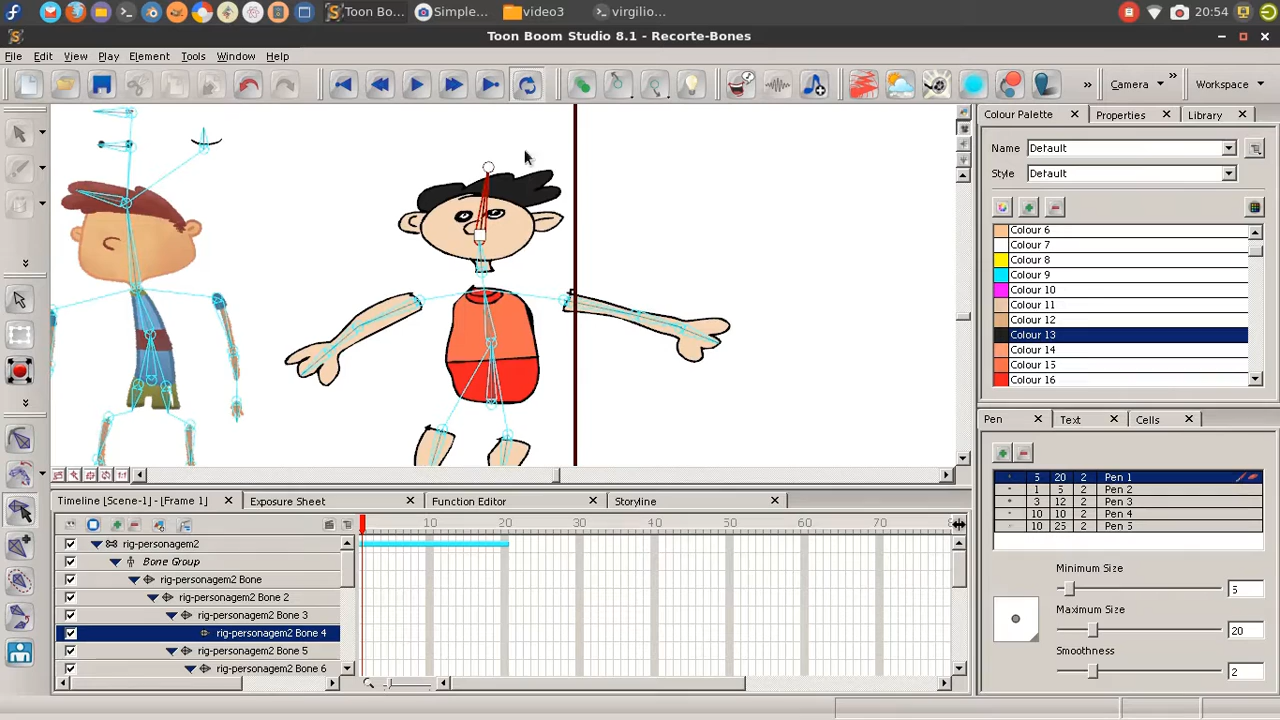 Toon Bo...
Simple...
video3
virgilio...
20:54
Toon Boom Studio 8.1 - Recorte-Bones
File Edit View Play Element Tools Window Help
Camera
Workspace
Colour Palette
Properties
Library
Name Default
Style Default
Colour 6
Colour 7
Colour 8
Colour 9
Colour 10
Colour 11
Colour 12
Colour 13
Colour 14
Colour 15
Colour 16
Pen
Text
Cells
5 20 2 Pen 1
1 5 2 Pen 2
3 12 2 Pen 3
10 10 2 Pen 4
10 25 2 Pen 5
Minimum Size
5
Maximum Size
20
Smoothness
2
Timeline [Scene-1] - [Frame 1]
Exposure Sheet
Function Editor
Storyline
10 20 30 40 50 60 70 8
rig-personagem2
Bone Group
rig-personagem2 Bone
rig-personagem2 Bone 2
rig-personagem2 Bone 3
rig-personagem2 Bone 4
rig-personagem2 Bone 5
rig-personagem2 Bone 6